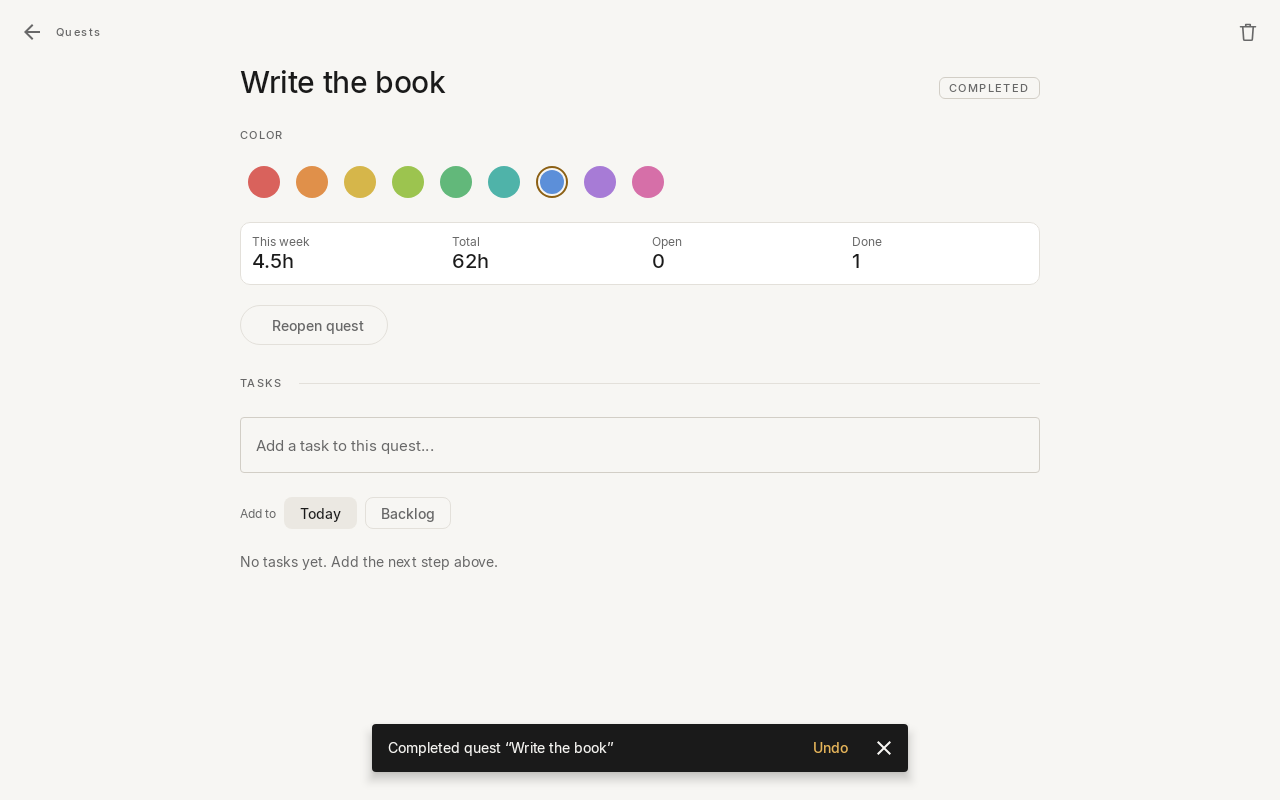 Quests
Write the book
COMPLETED
COLOR
This week
4.5h
Total
62h
Open
0
Done
1
Reopen quest
TASKS
Add a task to this quest...
Add to
Today
Backlog
No tasks yet. Add the next step above.
Completed quest “Write the book”
Undo